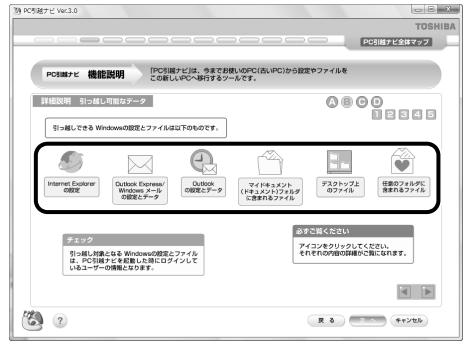 PC引越ナビ Ver.3.0
TOSHIBA
PC引越ナビ全体マップ
PC引越ナビ 機能説明
「PC引越ナビ」は、今までお使いのPC(古いPC)から設定やファイルを
この新しいPCへ移行するツールです。
詳細説明 引っ越し可能なデータ
A B C D
1 2 3 4 5
引っ越しできる Windowsの設定とファイルは以下のものです。
Internet Explorer
の設定
Outlook Express/
Windows メール
の設定とデータ
Outlook
の設定とデータ
マイドキュメント
(ドキュメント)フォルダ
に含まれるファイル
デスクトップ上
のファイル
任意のフォルダに
含まれるファイル
チェック
引っ越し対象となる Windowsの設定とファイル
は、PC引越ナビを起動した時にログインして
いるユーザーの情報となります。
必ずご覧ください
アイコンをクリックしてください。
それぞれの内容の詳細がご覧になれます。
?
戻る
次へ
キャンセル